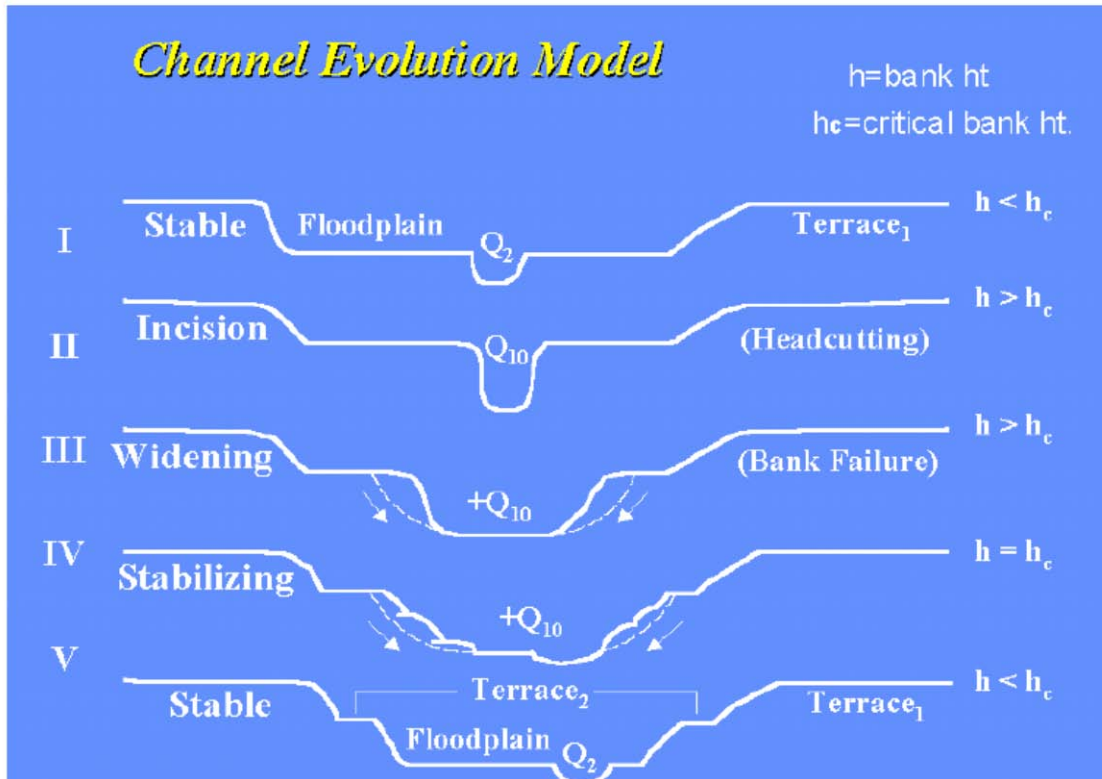 Channel Evolution Model
h=bank ht
hc=critical bank ht.
I
Stable
Floodplain
Q2
Terrace1
h < hc
II
Incision
Q10
(Headcutting)
h > hc
III
Widening
+Q10
(Bank Failure)
h > hc
IV
Stabilizing
+Q10
h = hc
V
Stable
Terrace2
Floodplain
Q2
Terrace1
h < hc